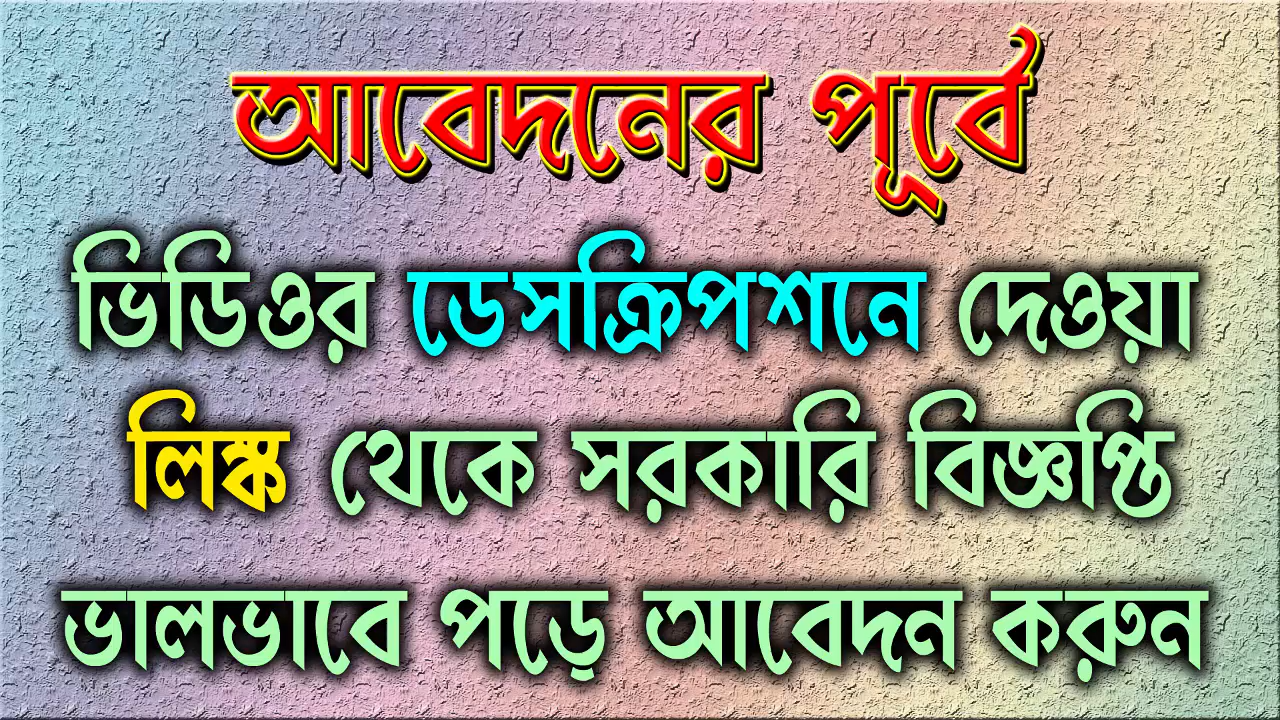 আবেদনের পূর্বে
ভিডিওর ডেসক্রিপশনে দেওয়া
লিঙ্ক থেকে সরকারি বিজ্ঞপ্তি
ভালভাবে পড়ে আবেদন করুন